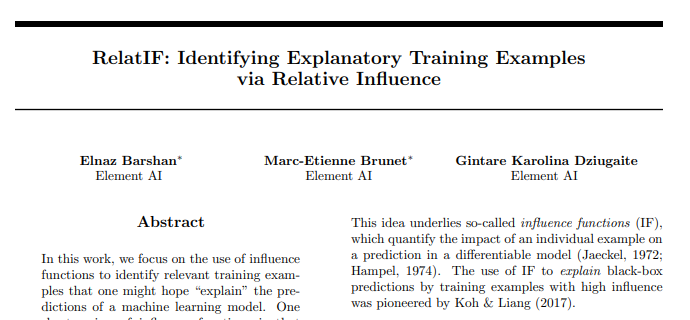 RelatIF: Identifying Explanatory Training Examples
via Relative Influence
Elnaz Barshan*
Marc-Etienne Brunet*
Gintare Karolina Dziugaite
Element AI
Element AI
Element AI
Abstract
In this work, we focus on the use of influence
functions to identify relevant training exam-
ples that one might hope “explain” the pre-
dictions of a machine learning model. One
This idea underlies so-called influence functions (IF),
which quantify the impact of an individual example on
a prediction in a differentiable model (Jaeckel, 1972;
Hampel, 1974). The use of IF to explain black-box
predictions by training examples with high influence
was pioneered by Koh & Liang (2017).